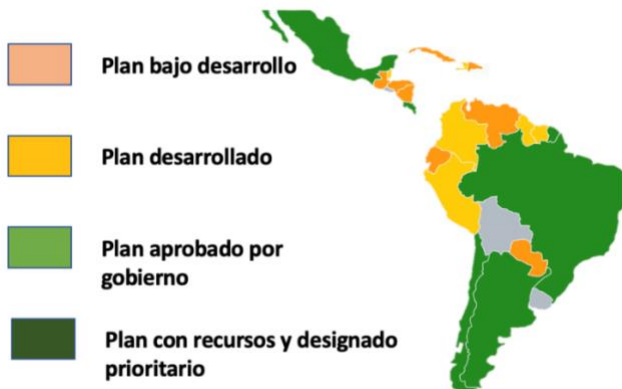 Plan bajo desarrollo
Plan desarrollado
Plan aprobado por
gobierno
Plan con recursos y designado
prioritario